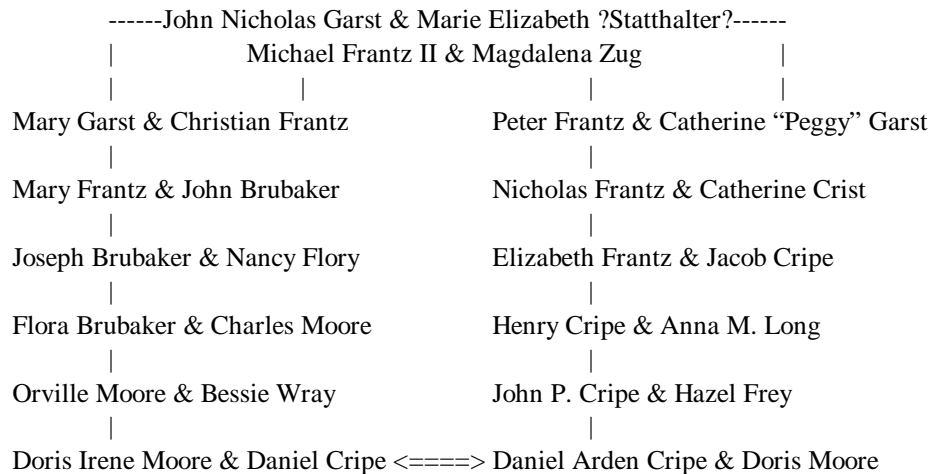 ------John Nicholas Garst & Marie Elizabeth ?Statthalter?------
| Michael Frantz II & Magdalena Zug |
| | | |
Mary Garst & Christian Frantz Peter Frantz & Catherine “Peggy” Garst
| |
Mary Frantz & John Brubaker Nicholas Frantz & Catherine Crist
| |
Joseph Brubaker & Nancy Flory Elizabeth Frantz & Jacob Cripe
| |
Flora Brubaker & Charles Moore Henry Cripe & Anna M. Long
| |
Orville Moore & Bessie Wray John P. Cripe & Hazel Frey
| |
Doris Irene Moore & Daniel Cripe <====> Daniel Arden Cripe & Doris Moore